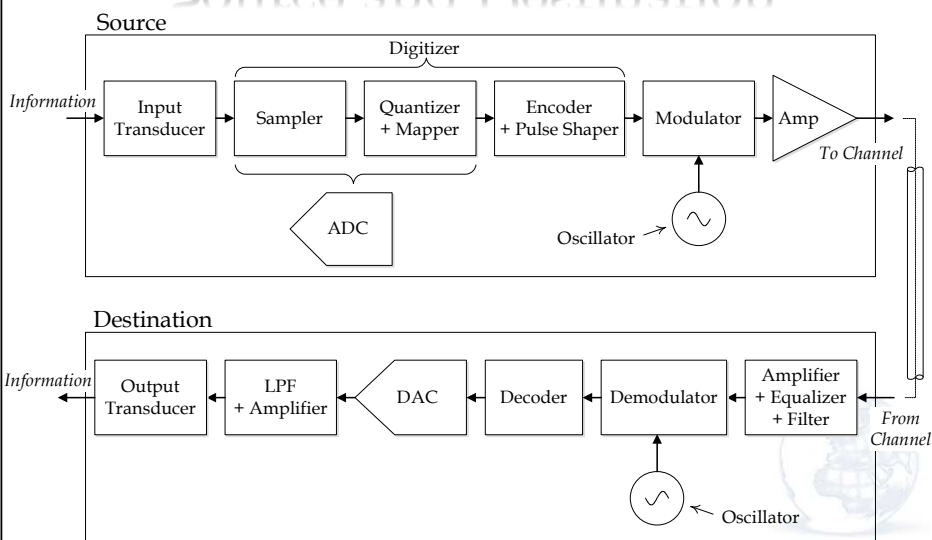 Source
Digitizer
Information
Input
Transducer
Sampler
Quantizer
+ Mapper
Encoder
+ Pulse Shaper
Modulator
Amp
To Channel
ADC
Oscillator
Destination
Information
Output
Transducer
LPF
+ Amplifier
DAC
Decoder
Demodulator
Amplifier
+ Equalizer
+ Filter
From
Channel
Oscillator